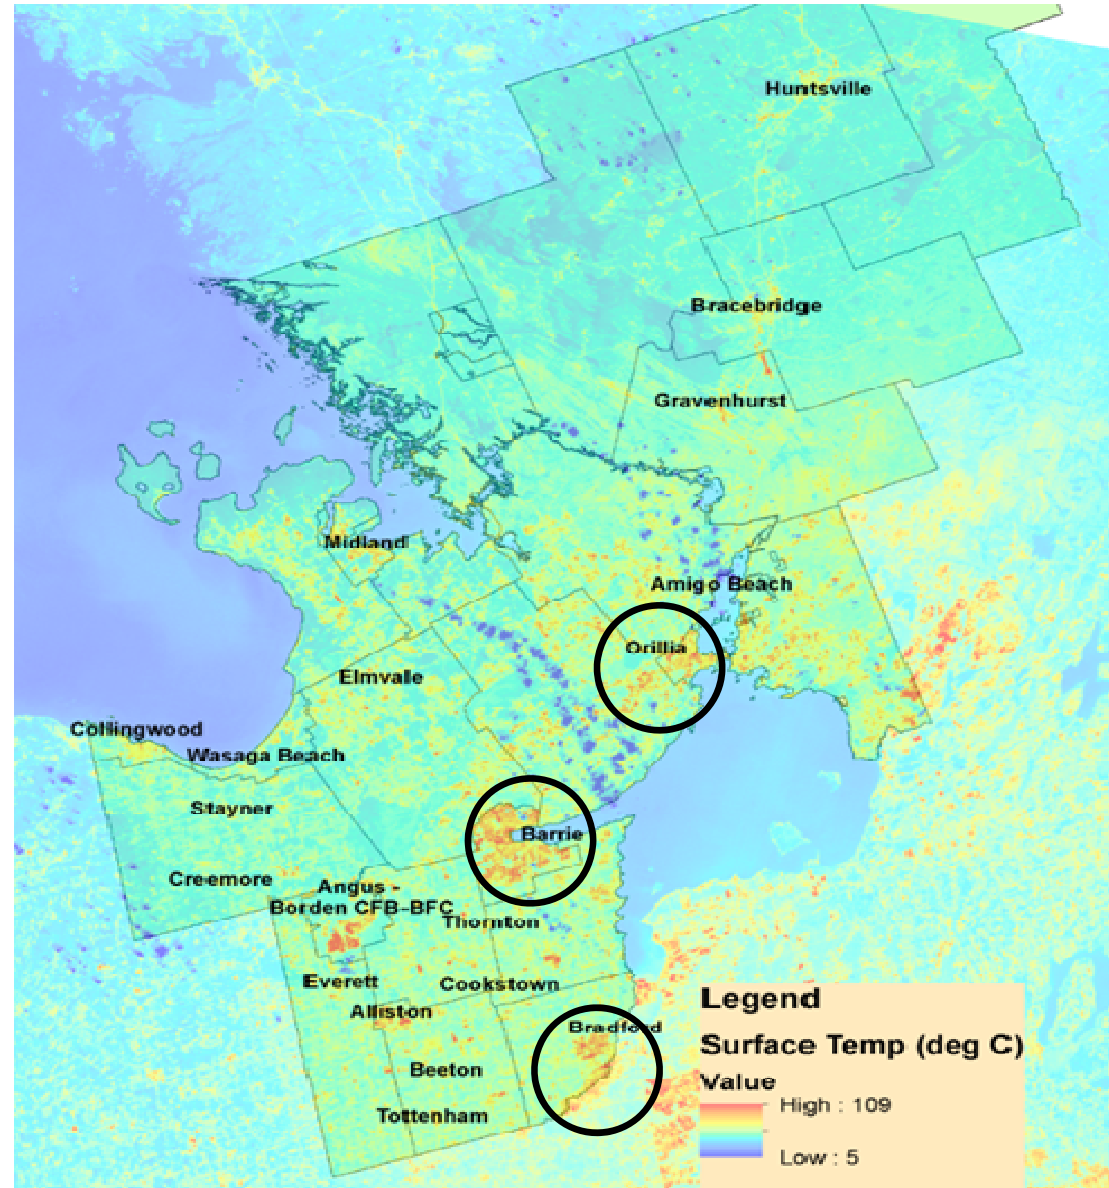 Huntsville
Bracebridge
Gravenhurst
Midland
Amigo Beach
Orillia
Elmvale
Collingwood
Wasaga Beach
Stayner
Barrie
Creemore
Angus -
Borden CFB-BFC
Thornton
Everett
Cookstown
Alliston
Bradford
Beeton
Tottenham
Legend
Surface Temp (deg C)
Value
High : 109
Low : 5